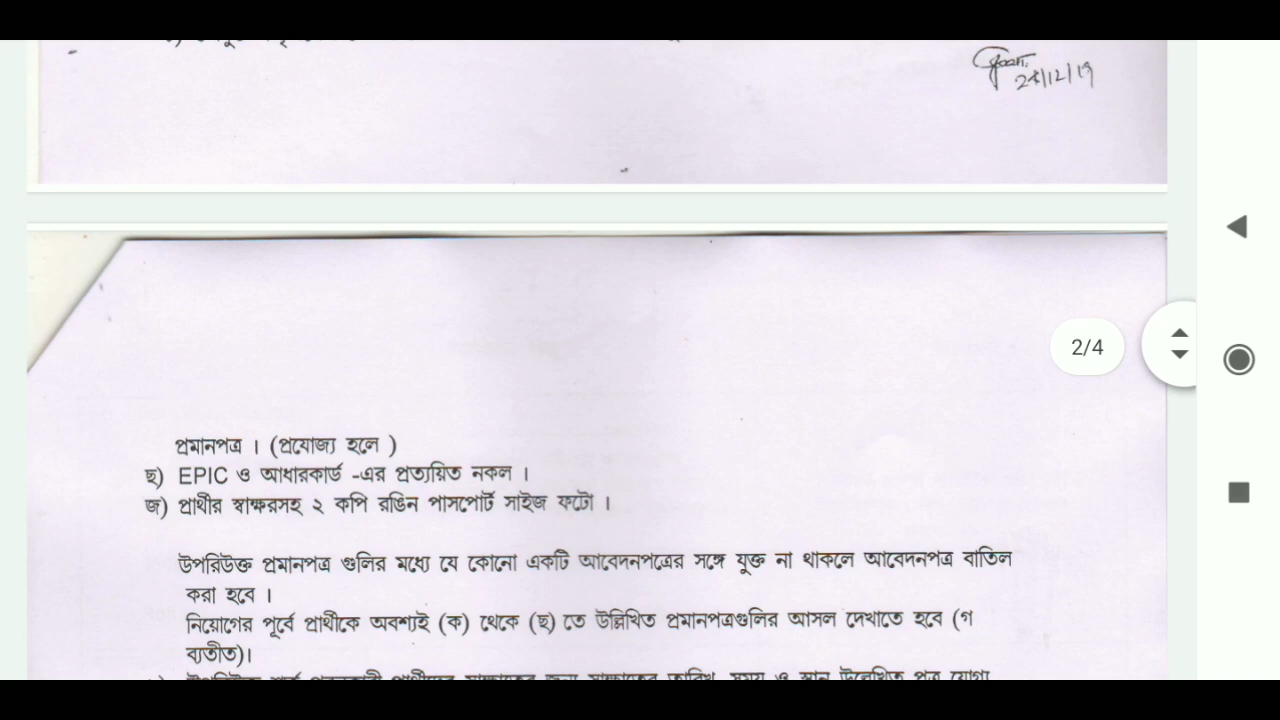 24/12/19
2/4
প্রমানপত্র । (প্রযোজ্য হলে )
ছ) EPIC ও আধারকার্ড -এর প্রত্যয়িত নকল ।
জ) প্রার্থীর স্বাক্ষরসহ ২ কপি রঙিন পাসপোর্ট সাইজ ফটো ।
উপরিউক্ত প্রমানপত্র গুলির মধ্যে যে কোনো একটি আবেদনপত্রের সঙ্গে যুক্ত না থাকলে আবেদনপত্র বাতিল
করা হবে ।
নিয়োগের পূর্বে প্রার্থীকে অবশ্যই (ক) থেকে (ছ) তে উল্লিখিত প্রমানপত্রগুলির আসল দেখাতে হবে (গ
ব্যতীত)।